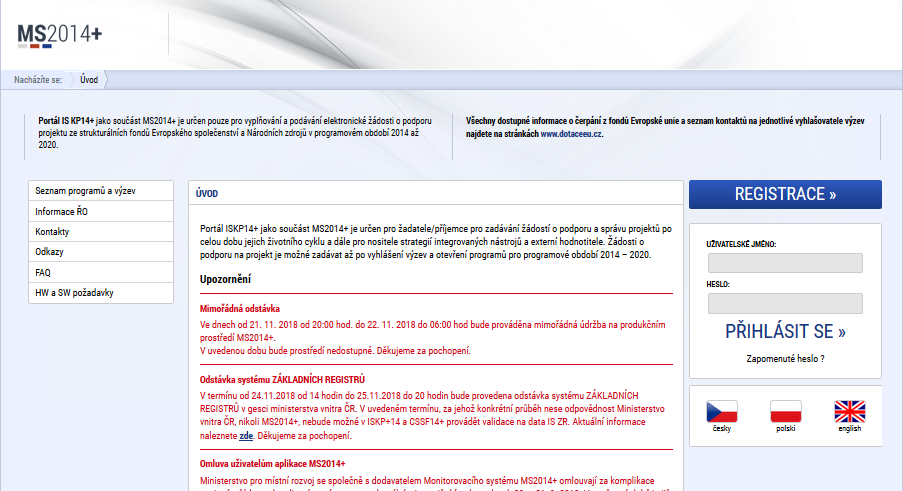 MS2014+
Nacházíte se: Úvod
Portál IS KP14+ jako součást MS2014+ je určen pouze pro vyplňování a podávání elektronické žádosti o podporu
projektu ze strukturálních fondů Evropského společenství a Národních zdrojů v programovém období 2014 až
2020.
Všechny dostupné informace o čerpání z fondů Evropské unie a seznam kontaktů na jednotlivé vyhlašovatele výzev
najdete na stránkách www.dotaceeu.cz.
Seznam programů a výzev
Informace ŘO
Kontakty
Odkazy
FAQ
HW a SW požadavky
ÚVOD
Portál ISKP14+ jako součást MS2014+ je určen pro žadatele/příjemce pro zadávání žádostí o podporu a správu projektů po
celou dobu jejich životního cyklu a dále pro nositele strategií integrovaných nástrojů a externí hodnotitele. Žádosti o
podporu na projekt je možné zadávat až po vyhlášení výzev a otevření programů pro programové období 2014 – 2020.
Upozornění
Mimořádná odstávka
Ve dnech od 21. 11. 2018 od 20:00 hod. do 22. 11. 2018 do 06:00 hod bude prováděna mimořádná údržba na produkčním
prostředí MS2014+.
V uvedenou dobu bude prostředí nedostupné. Děkujeme za pochopení.
Odstávka systému ZÁKLADNÍCH REGISTRŮ
V termínu od 24.11.2018 od 14 hodin do 25.11.2018 do 20 hodin bude provedena odstávka systému ZÁKLADNÍCH
REGISTRŮ v gesci ministerstva vnitra ČR. V uvedeném termínu, za jehož konkrétní průběh nese odpovědnost Ministerstvo
vnitra ČR, nikoli MS2014+, nebude možné v ISKP+14 a CSSF14+ provádět validace na data IS ZR. Aktuální informace
naleznete zde. Děkujeme za pochopení.
Omluva uživatelům aplikace MS2014+
Ministerstvo pro místní rozvoj se společně s dodavatelem Monitorovacího systému MS2014+ omlouvají za komplikace
REGISTRACE »
UŽIVATELSKÉ JMÉNO:
HESLO:
PŘIHLÁSIT SE »
Zapomenuté heslo ?
česky
polski
english